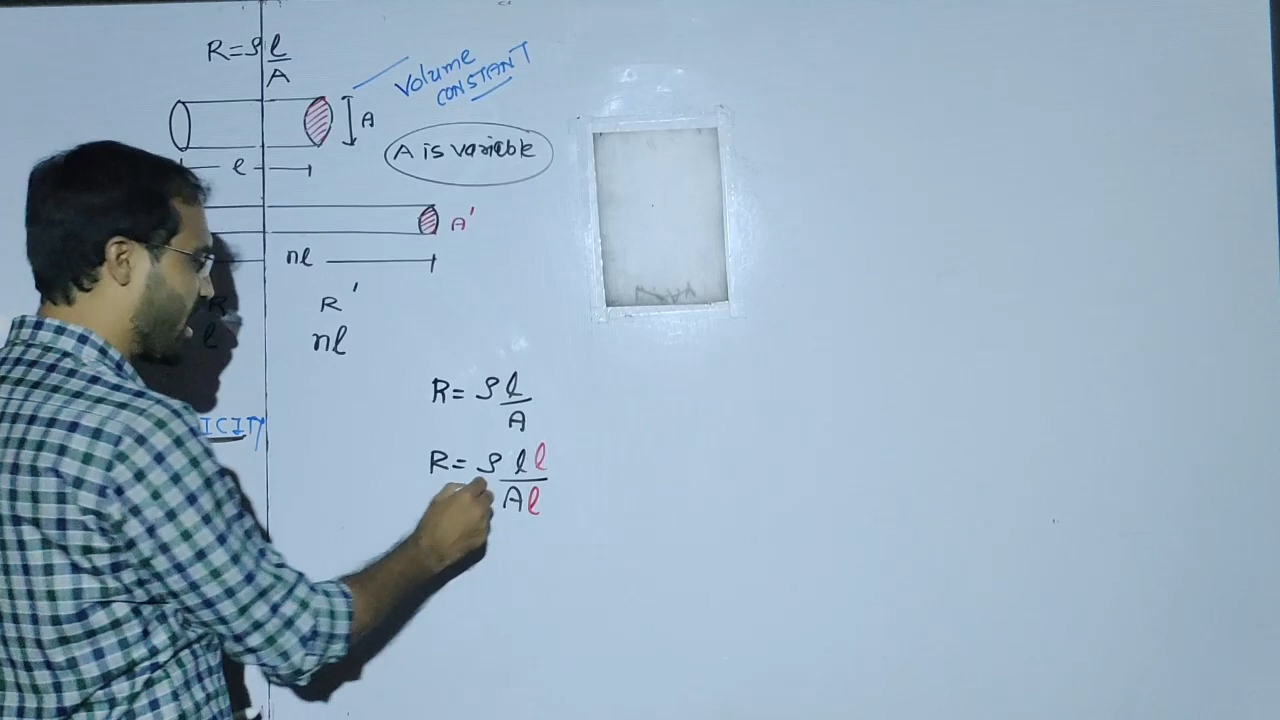 R=ρ l/A
VOLUME
CONSTANT
A
A is variable
l
A'
nl
R R'
l nl
R= ρ l/A
ICITY
R= ρ l l / A l